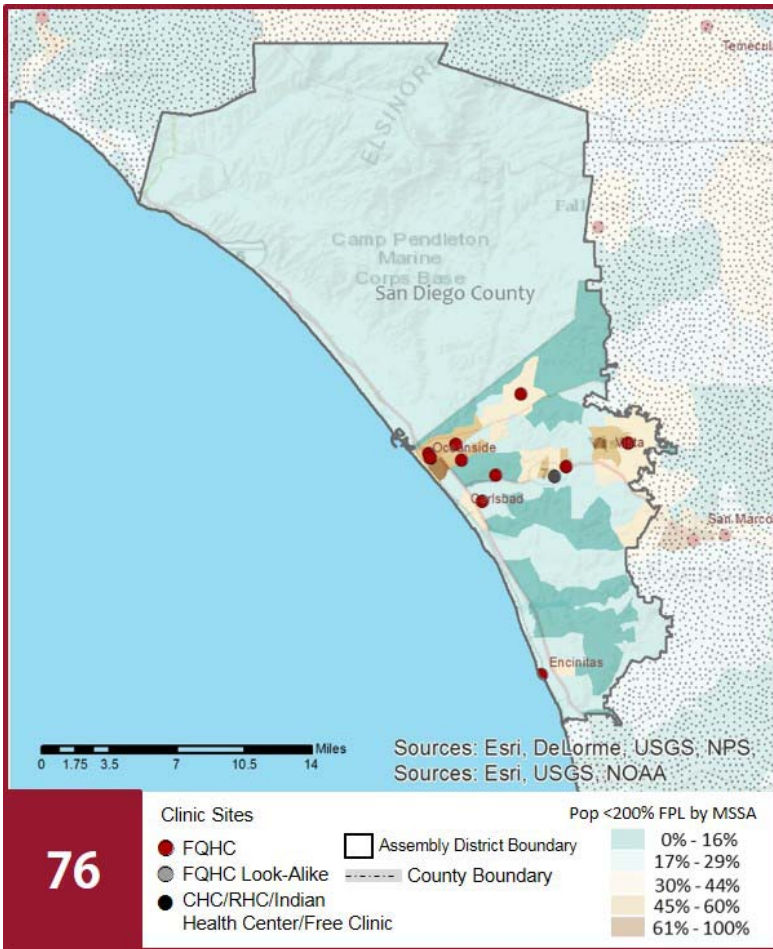 Temecul
ELSINORE
Fall
Camp Pendleton
Marine
Corps Base
San Diego County
Oceanside
Vista
Carlsbad
San Marco
Encinitas
Miles
0 1.75 3.5 7 10.5 14
Sources: Esri, DeLorme, USGS, NPS,
Sources: Esri, USGS, NOAA
76
Clinic Sites
FQHC
FQHC Look-Alike
CHC/RHC/Indian
Health Center/Free Clinic
Assembly District Boundary
County Boundary
Pop <200% FPL by MSSA
0% - 16%
17% - 29%
30% - 44%
45% - 60%
61% - 100%